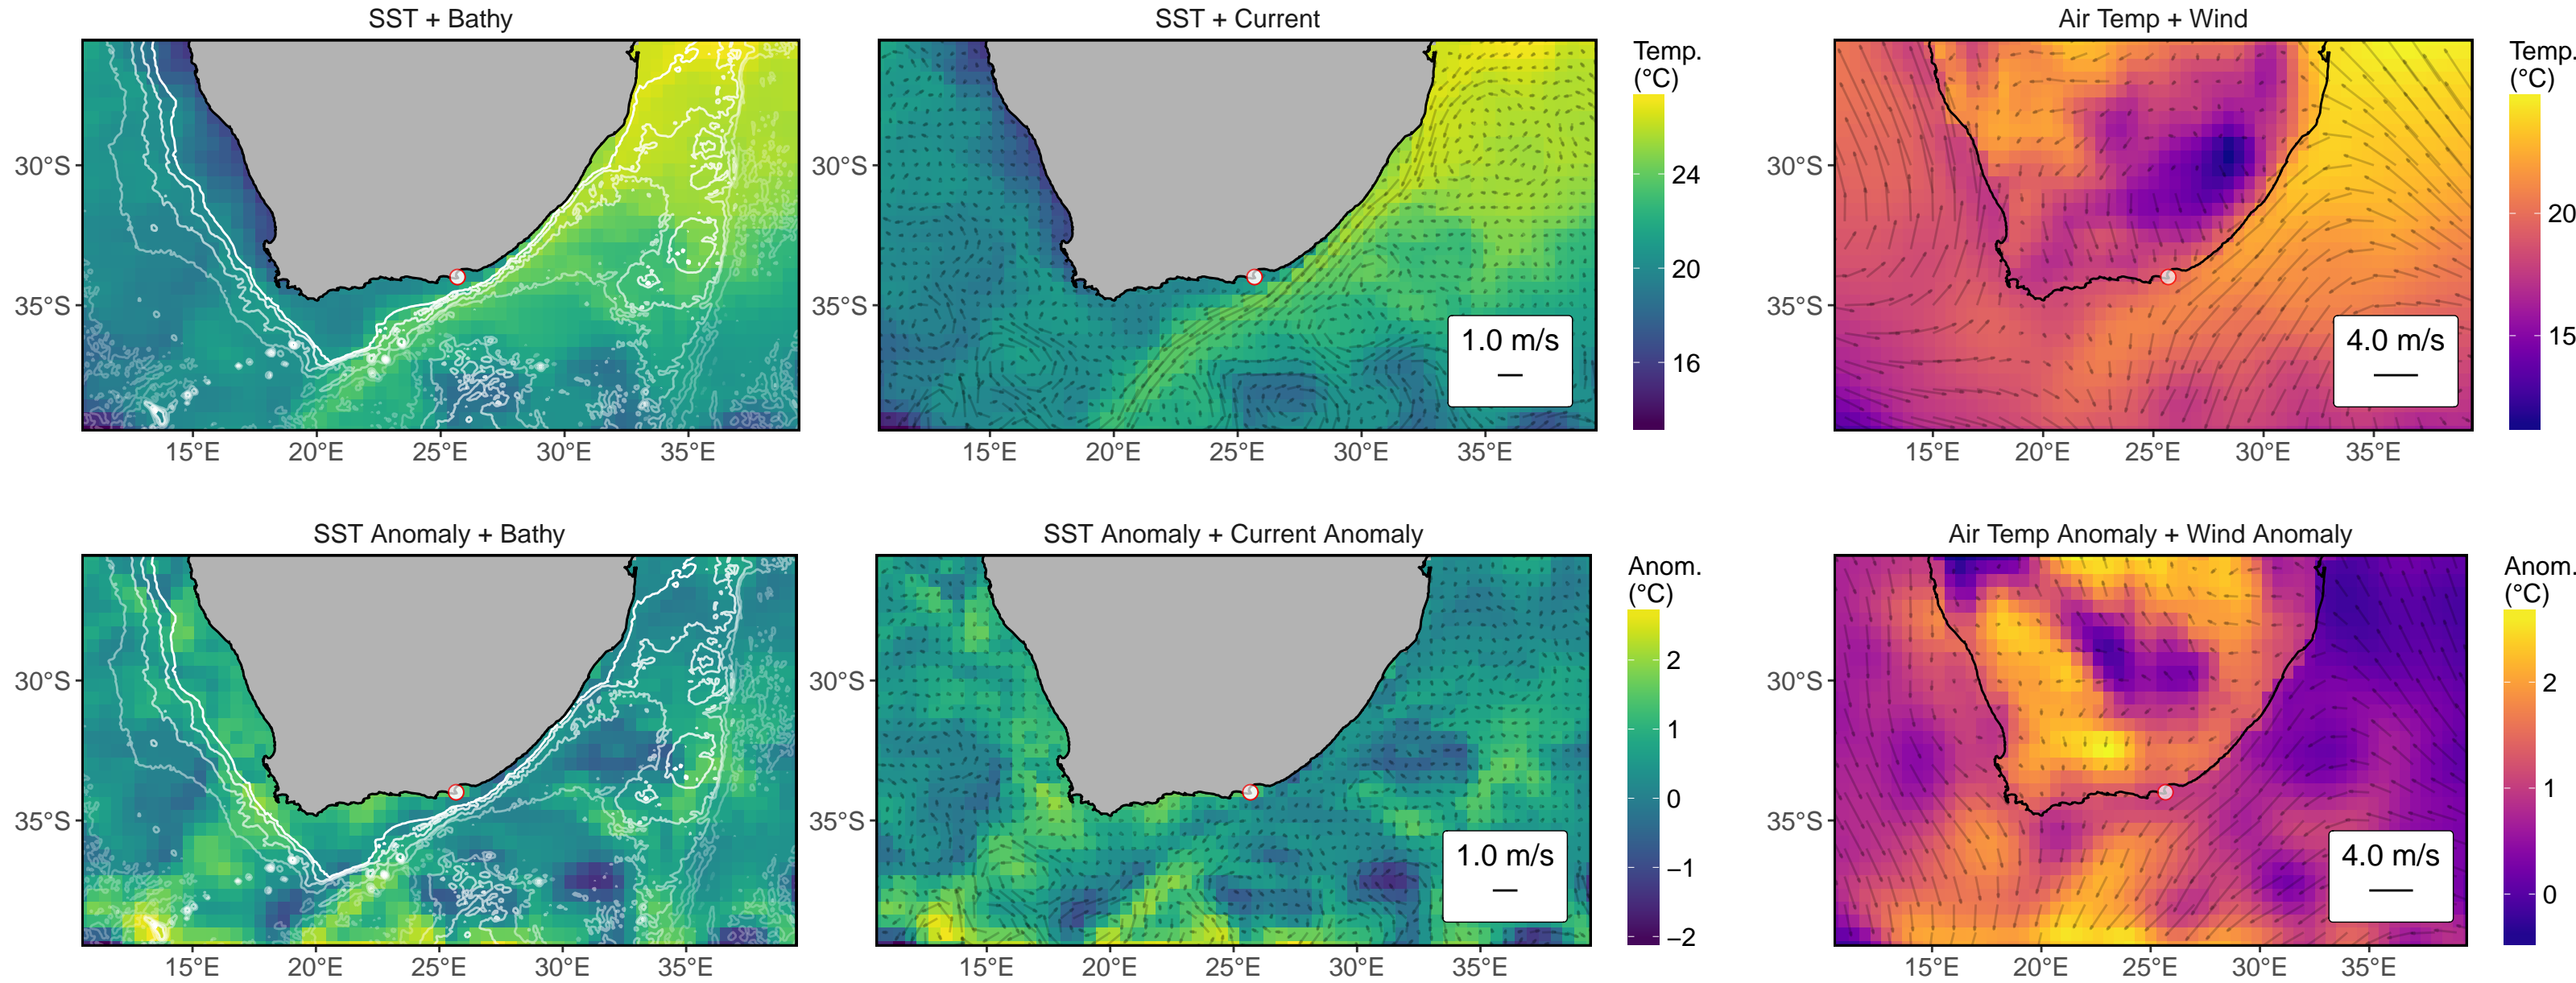 SST + Bathy
30°S
35°S
15°E 20°E 25°E 30°E 35°E
SST + Current
30°S
35°S
15°E 20°E 25°E 30°E 35°E
1.0 m/s
Temp.
(°C)
24
20
16
Air Temp + Wind
30°S
35°S
15°E 20°E 25°E 30°E 35°E
4.0 m/s
Temp.
(°C)
20
15
SST Anomaly + Bathy
30°S
35°S
15°E 20°E 25°E 30°E 35°E
SST Anomaly + Current Anomaly
30°S
35°S
15°E 20°E 25°E 30°E 35°E
1.0 m/s
Anom.
(°C)
2
1
0
−1
−2
Air Temp Anomaly + Wind Anomaly
30°S
35°S
15°E 20°E 25°E 30°E 35°E
4.0 m/s
Anom.
(°C)
2
1
0